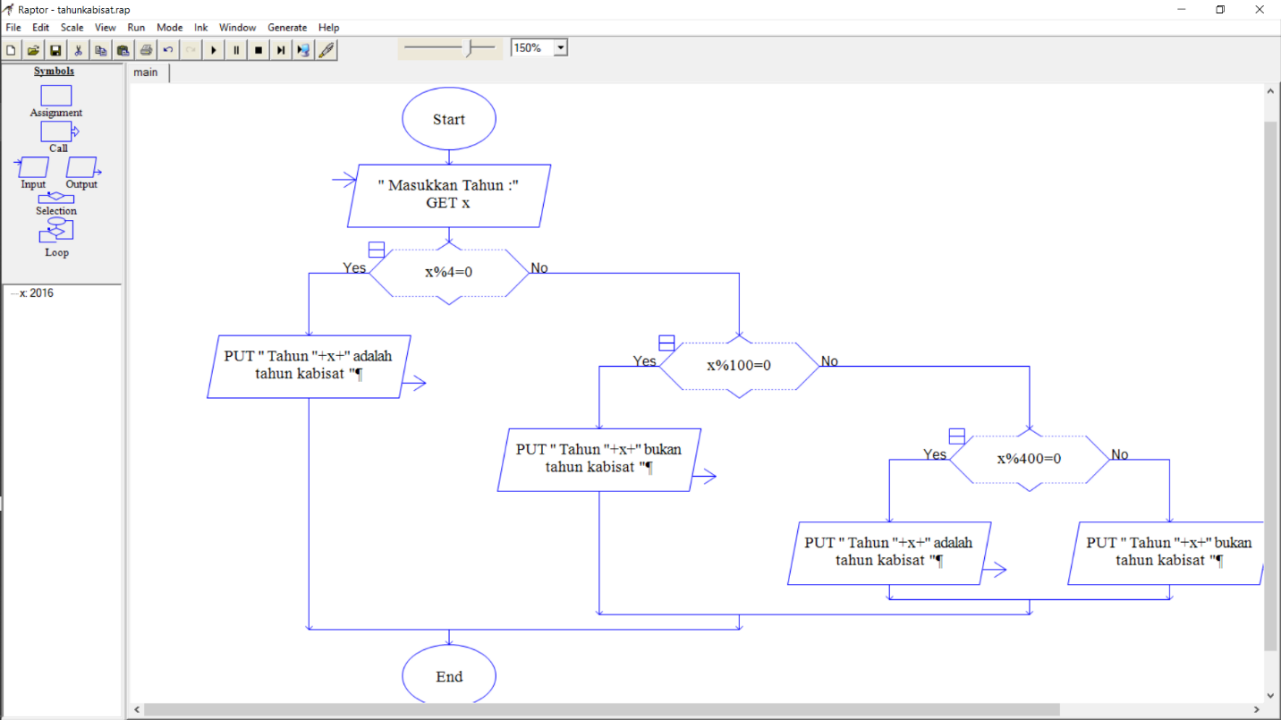 Raptor - tahunkabisat.rap
File Edit Scale View Run Mode Ink Window Generate Help
150%
Symbols
main
Assignment
Call
Input Output
Selection
Loop
x: 2016
Start
" Masukkan Tahun :"
GET x
Yes
x%4=0
No
PUT " Tahun "+x+" adalah
tahun kabisat "¶
Yes
x%100=0
No
PUT " Tahun "+x+" bukan
tahun kabisat "¶
Yes
x%400=0
No
PUT " Tahun "+x+" adalah
tahun kabisat "¶
PUT " Tahun "+x+" bukan
tahun kabisat "¶
End